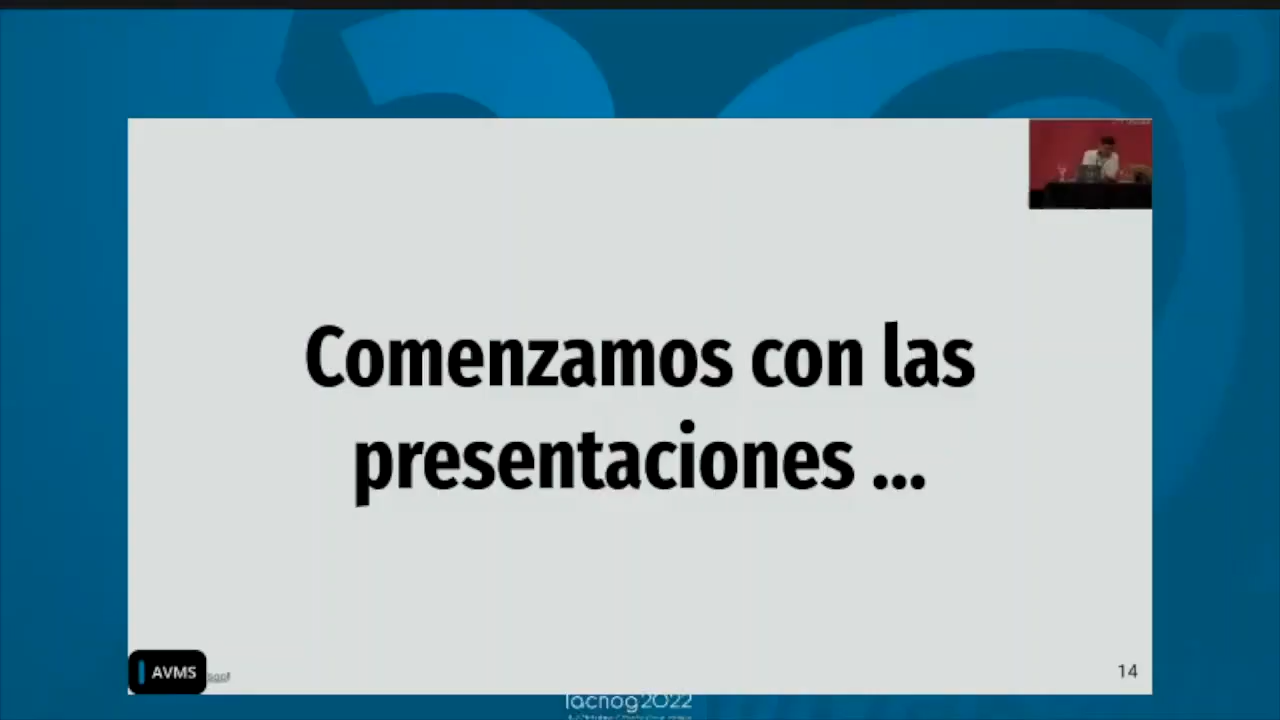 Comenzamos con las
presentaciones ...
AVMS
14
lacnog2022